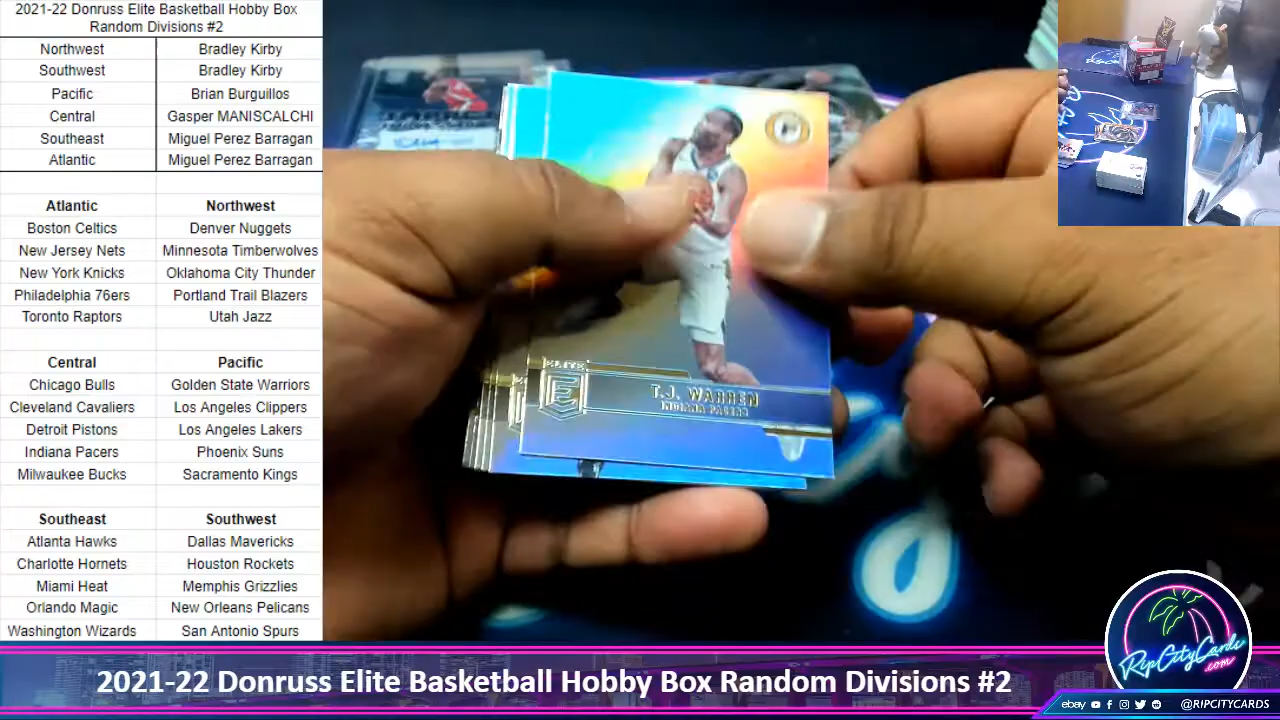 2021-22 Donruss Elite Basketball Hobby Box
Random Divisions #2
Northwest Bradley Kirby
Southwest Bradley Kirby
Pacific Brian Burguillos
Central Gasper MANISCALCHI
Southeast Miguel Perez Barragan
Atlantic Miguel Perez Barragan
Atlantic Northwest
Boston Celtics Denver Nuggets
New Jersey Nets Minnesota Timberwolves
New York Knicks Oklahoma City Thunder
Philadelphia 76ers Portland Trail Blazers
Toronto Raptors Utah Jazz
Central Pacific
Chicago Bulls Golden State Warriors
Cleveland Cavaliers Los Angeles Clippers
Detroit Pistons Los Angeles Lakers
Indiana Pacers Phoenix Suns
Milwaukee Bucks Sacramento Kings
Southeast Southwest
Atlanta Hawks Dallas Mavericks
Charlotte Hornets Houston Rockets
Miami Heat Memphis Grizzlies
Orlando Magic New Orleans Pelicans
Washington Wizards San Antonio Spurs
ELITE
E
T.J. WARREN
INDIANA PACERS
RipCityCards
.com
2021-22 Donruss Elite Basketball Hobby Box Random Divisions #2
ebay @RIPCITYCARDS